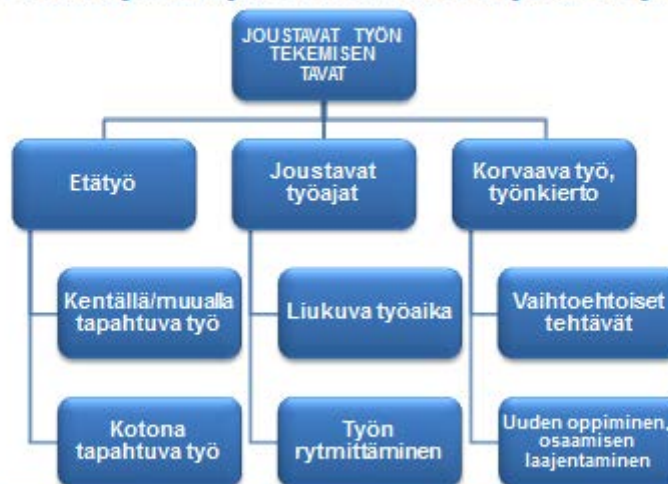 JOUSTAVAT TYÖN
TEKEMISEN
TAVAT
Etätyö
Joustavat
työajat
Korvaava työ,
työnkierto
Kentällä/muualla
tapahtuva työ
Liukuva työaika
Vaihtoehtoiset
tehtävät
Kotona
tapahtuva työ
Työn
rytmittäminen
Uuden oppiminen,
osaamisen
laajentaminen